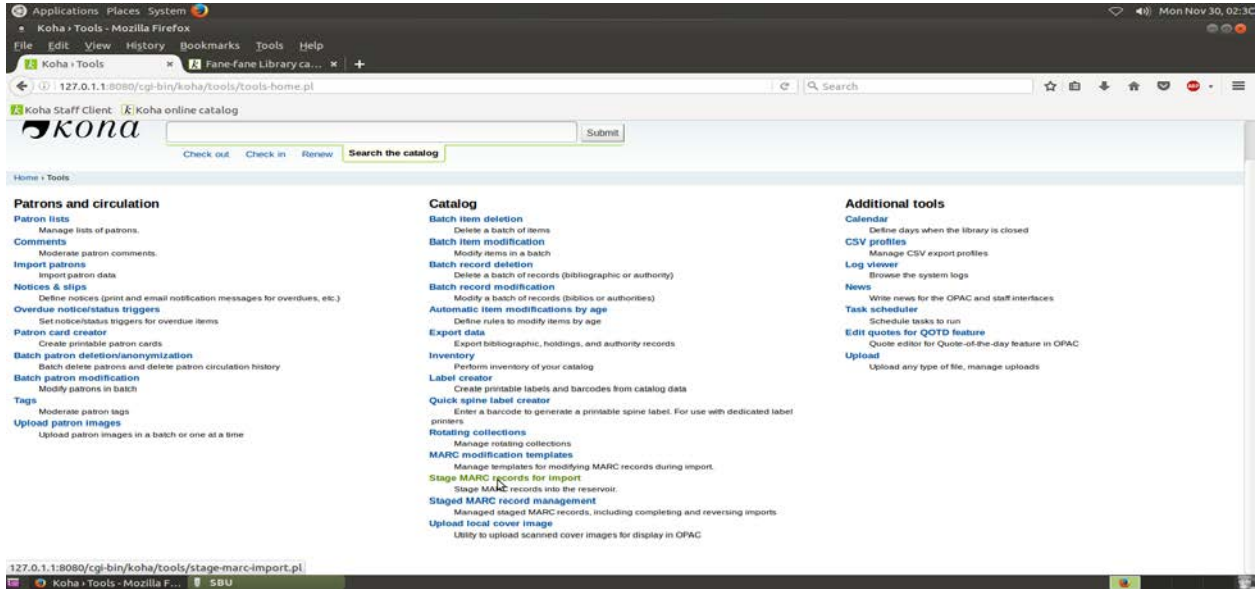 Applications Places System
Mon Nov 30, 02:30
Koha › Tools - Mozilla Firefox
File Edit View History Bookmarks Tools Help
Koha › Tools
Fane-fane Library ca...
127.0.1.1:8080/cgi-bin/koha/tools/tools-home.pl
Search
Koha Staff Client
Koha online catalog
koha
Submit
Check out Check in Renew Search the catalog
Home › Tools
Patrons and circulation
Patron lists
Manage lists of patrons.
Comments
Moderate patron comments.
Import patrons
Import patron data
Notices & slips
Define notices (print and email notification messages for overdues, etc.)
Overdue notice/status triggers
Set notice/status triggers for overdue items
Patron card creator
Create printable patron cards
Batch patron deletion/anonymization
Batch delete patrons and delete patron circulation history
Batch patron modification
Modify patrons in batch
Tags
Moderate patron tags
Upload patron images
Upload patron images in a batch or one at a time
Catalog
Batch item deletion
Delete a batch of items
Batch item modification
Modify items in a batch
Batch record deletion
Delete a batch of records (bibliographic or authority)
Batch record modification
Modify a batch of records (biblios or authorities)
Automatic item modifications by age
Define rules to modify items by age
Export data
Export bibliographic, holdings, and authority records
Inventory
Perform inventory of your catalog
Label creator
Create printable labels and barcodes from catalog data
Quick spine label creator
Enter a barcode to generate a printable spine label. For use with dedicated label
printers
Rotating collections
Manage rotating collections
MARC modification templates
Manage templates for modifying MARC records during import.
Stage MARC records for import
Stage MARC records into the reservoir.
Staged MARC record management
Managed staged MARC records, including completing and reversing imports
Upload local cover image
Utility to upload scanned cover images for display in OPAC
Additional tools
Calendar
Define days when the library is closed
CSV profiles
Manage CSV export profiles
Log viewer
Browse the system logs
News
Write news for the OPAC and staff interfaces
Task scheduler
Schedule tasks to run
Edit quotes for QOTD feature
Quote editor for Quote-of-the-day feature in OPAC
Upload
Upload any type of file, manage uploads
127.0.1.1:8080/cgi-bin/koha/tools/stage-marc-import.pl
Koha › Tools - Mozilla F...
SBU